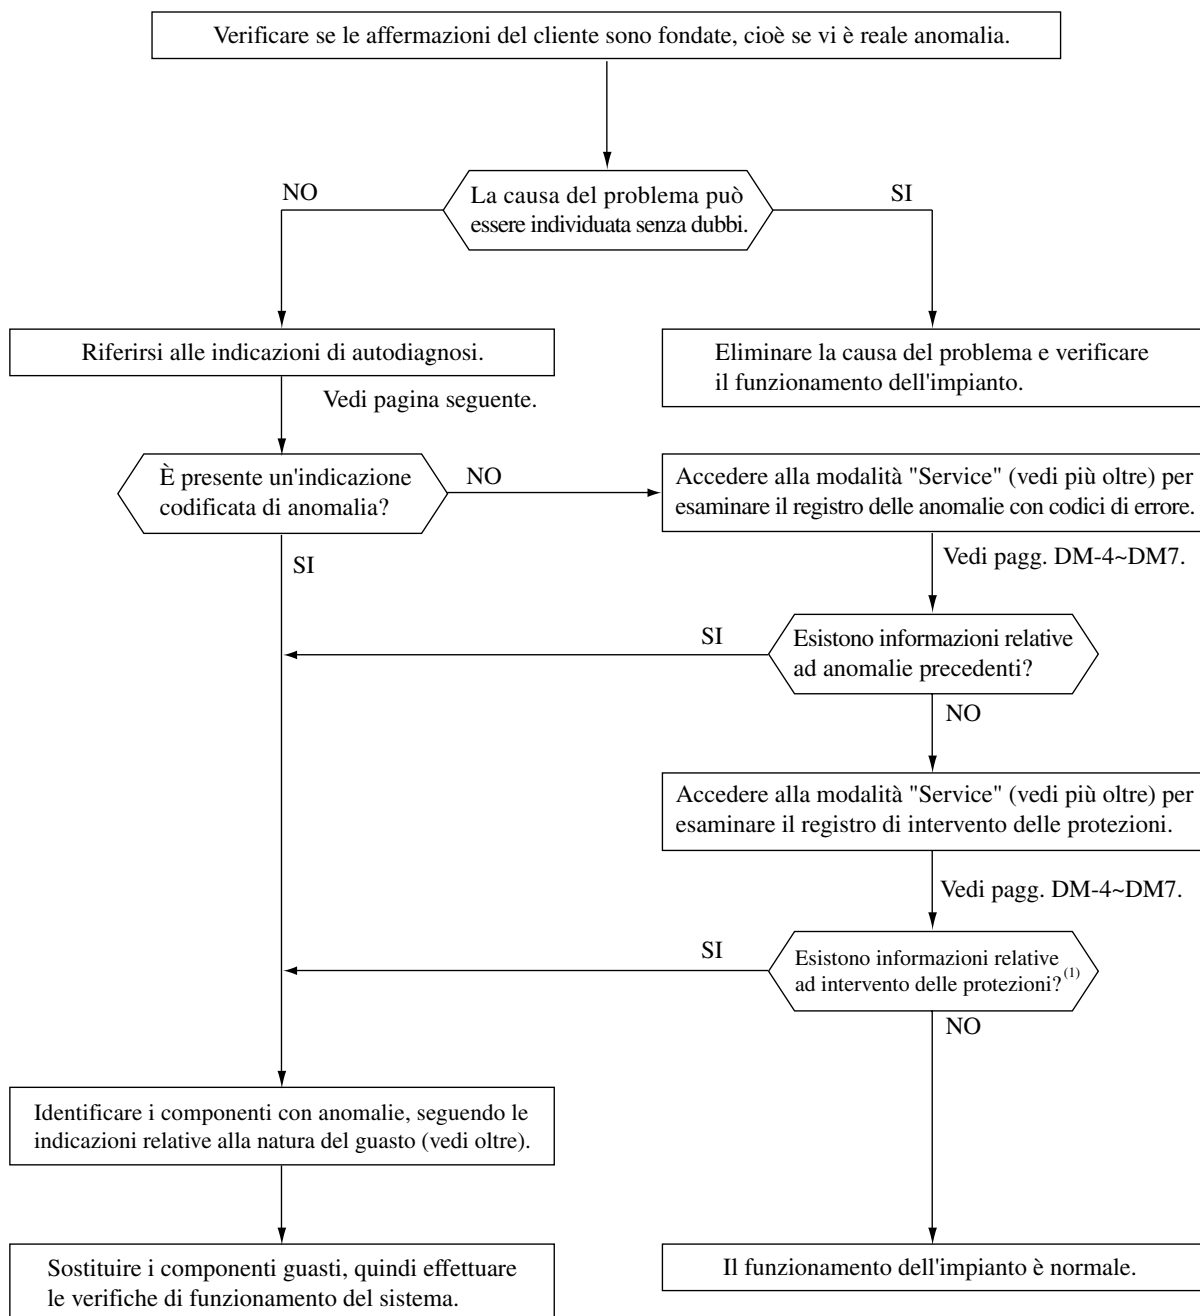 Verificare se le affermazioni del cliente sono fondate, cioè se vi è reale anomalia.
NO
La causa del problema può
essere individuata senza dubbi.
SI
Riferirsi alle indicazioni di autodiagnosi.
Eliminare la causa del problema e verificare
il funzionamento dell'impianto.
Vedi pagina seguente.
È presente un'indicazione
codificata di anomalia?
NO
Accedere alla modalità "Service" (vedi più oltre) per
esaminare il registro delle anomalie con codici di errore.
SI
Vedi pagg. DM-4~DM7.
SI
Esistono informazioni relative
ad anomalie precedenti?
NO
Accedere alla modalità "Service" (vedi più oltre) per
esaminare il registro di intervento delle protezioni.
Vedi pagg. DM-4~DM7.
SI
Esistono informazioni relative
ad intervento delle protezioni?(1)
NO
Identificare i componenti con anomalie, seguendo le
indicazioni relative alla natura del guasto (vedi oltre).
Sostituire i componenti guasti, quindi effettuare
le verifiche di funzionamento del sistema.
Il funzionamento dell'impianto è normale.